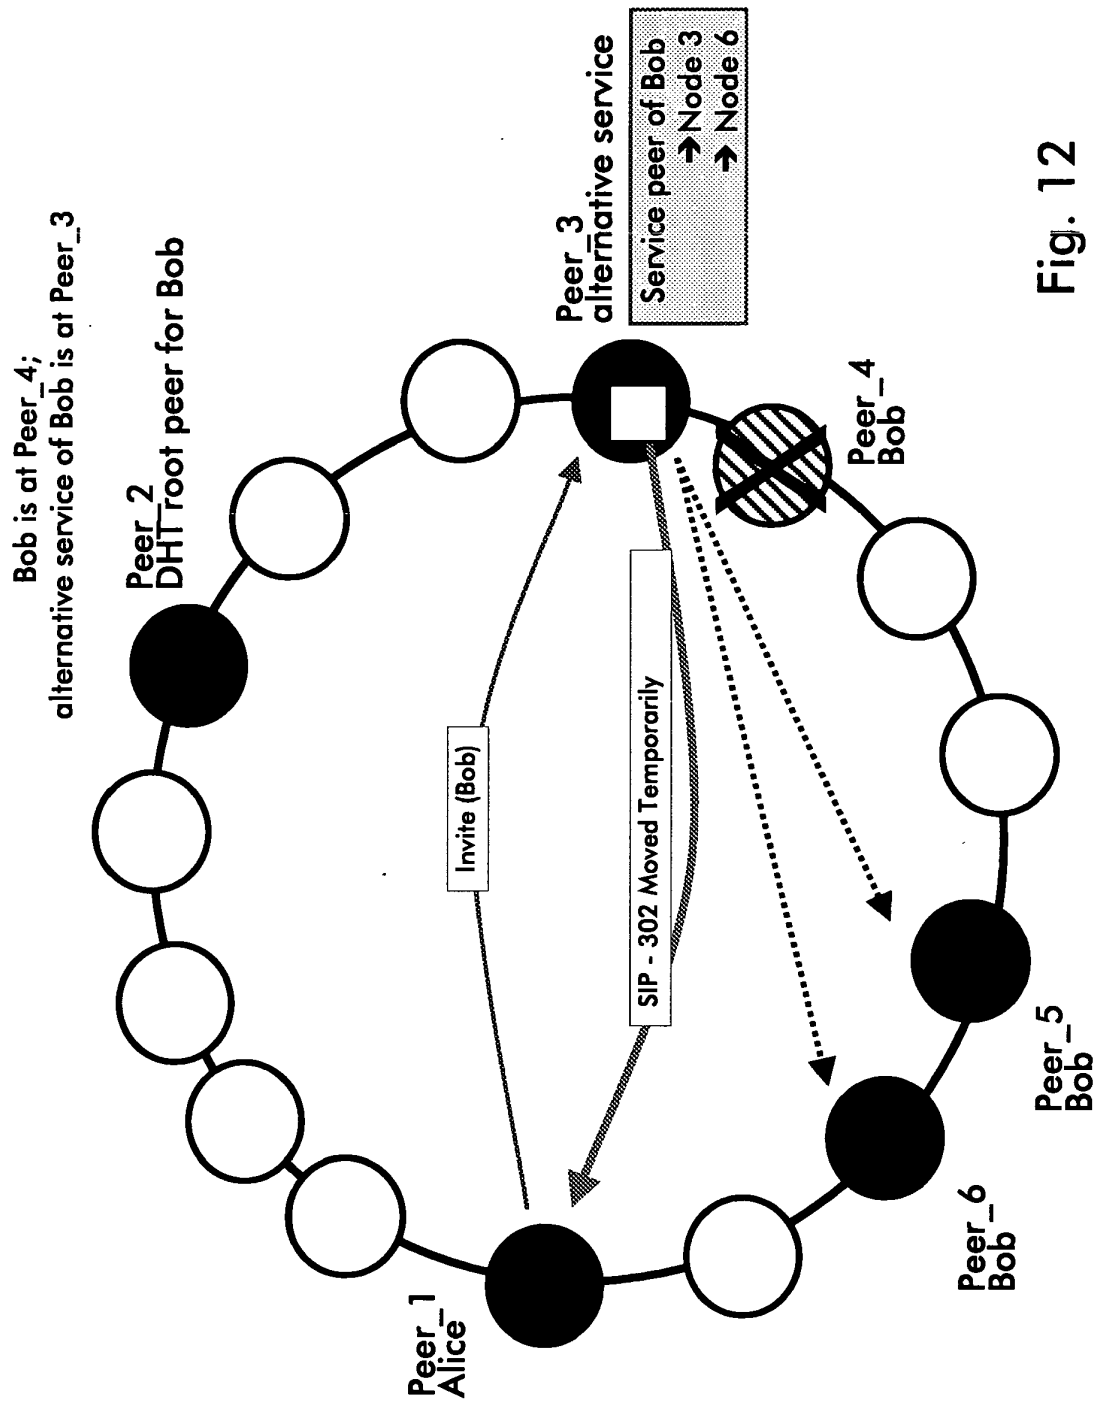 Bob is at Peer_4;
alternative service of Bob is at Peer_3
Peer_2
DHT root peer for Bob
Peer_3
alternative service
Service peer of Bob
→Node 3
→ Node 6
Peer_1
Alice
Invite (Bob)
SIP - 302 Moved Temporarily
Peer_4
Bob
Peer_6
Bob
Peer_5
Bob
Fig. 12